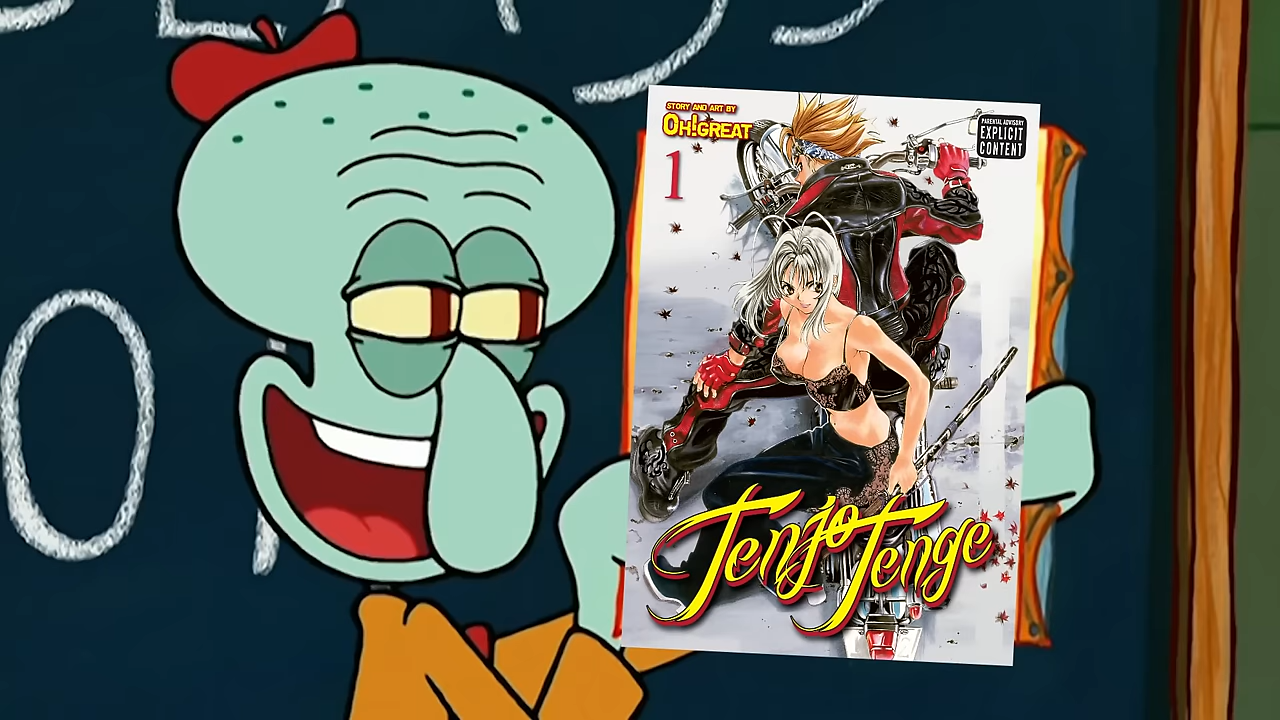 STORY AND ART BY
OH!GREAT
1
PARENTAL ADVISORY
EXPLICIT
CONTENT
Tenjo Tenge